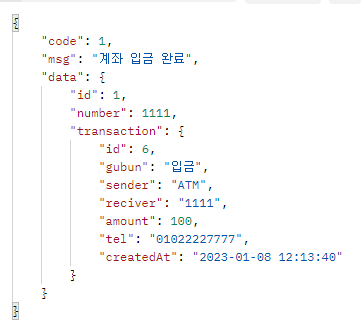 {
    "code": 1,
    "msg": "계좌 입금 완료",
    "data": {
        "id": 1,
        "number": 1111,
        "transaction": {
            "id": 6,
            "gubun": "입금",
            "sender": "ATM",
            "reciver": "1111",
            "amount": 100,
            "tel": "01022227777",
            "createdAt": "2023-01-08 12:13:40"
        }
    }
}